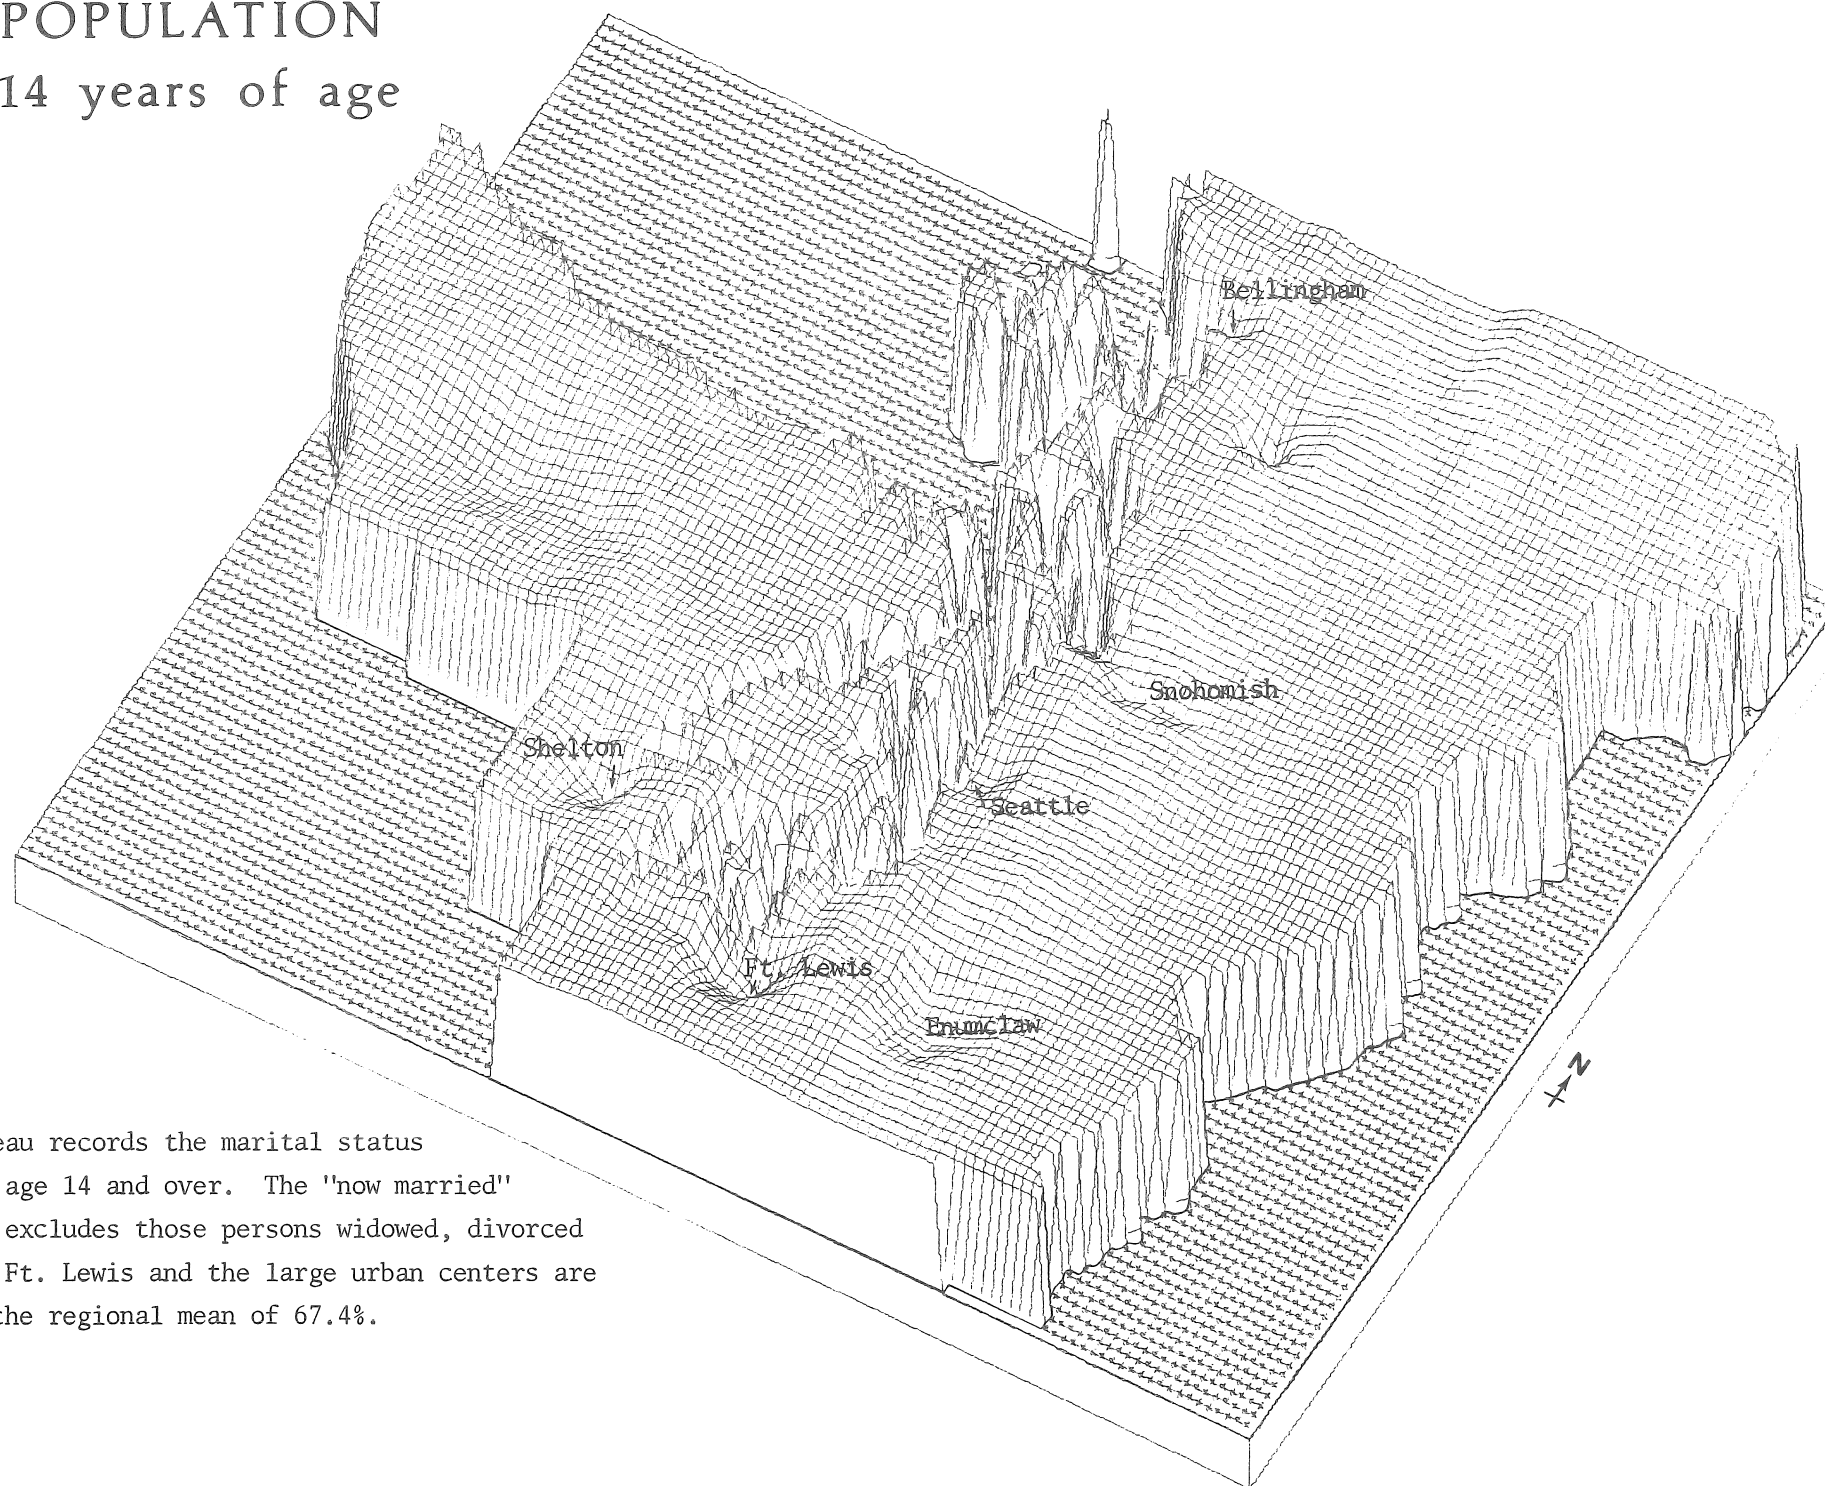 POPULATION
14 years of age
Bellingham
Snohomish
Shelton
Seattle
Ft. Lewis
Enumclaw
N
eau records the marital status
age 14 and over. The "now married"
excludes those persons widowed, divorced
Ft. Lewis and the large urban centers are
the regional mean of 67.4%.